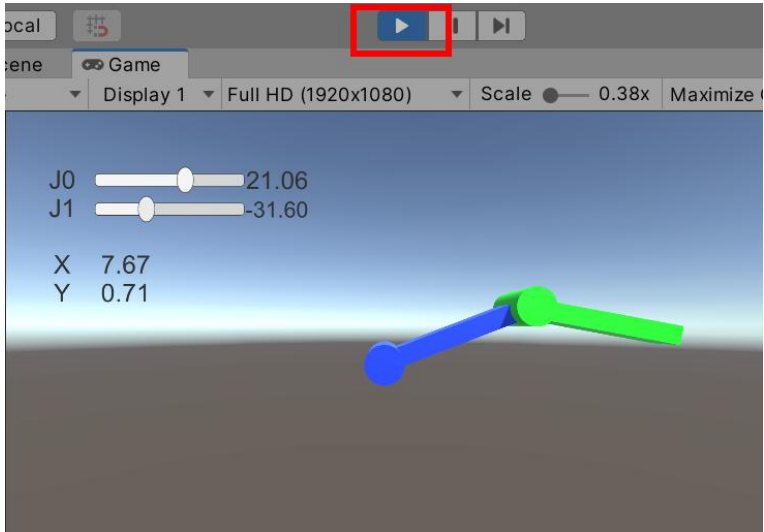 ocal
cene Game
Display 1 Full HD (1920x1080) Scale 0.38x Maximize
J0 21.06
J1 -31.60
X 7.67
Y 0.71